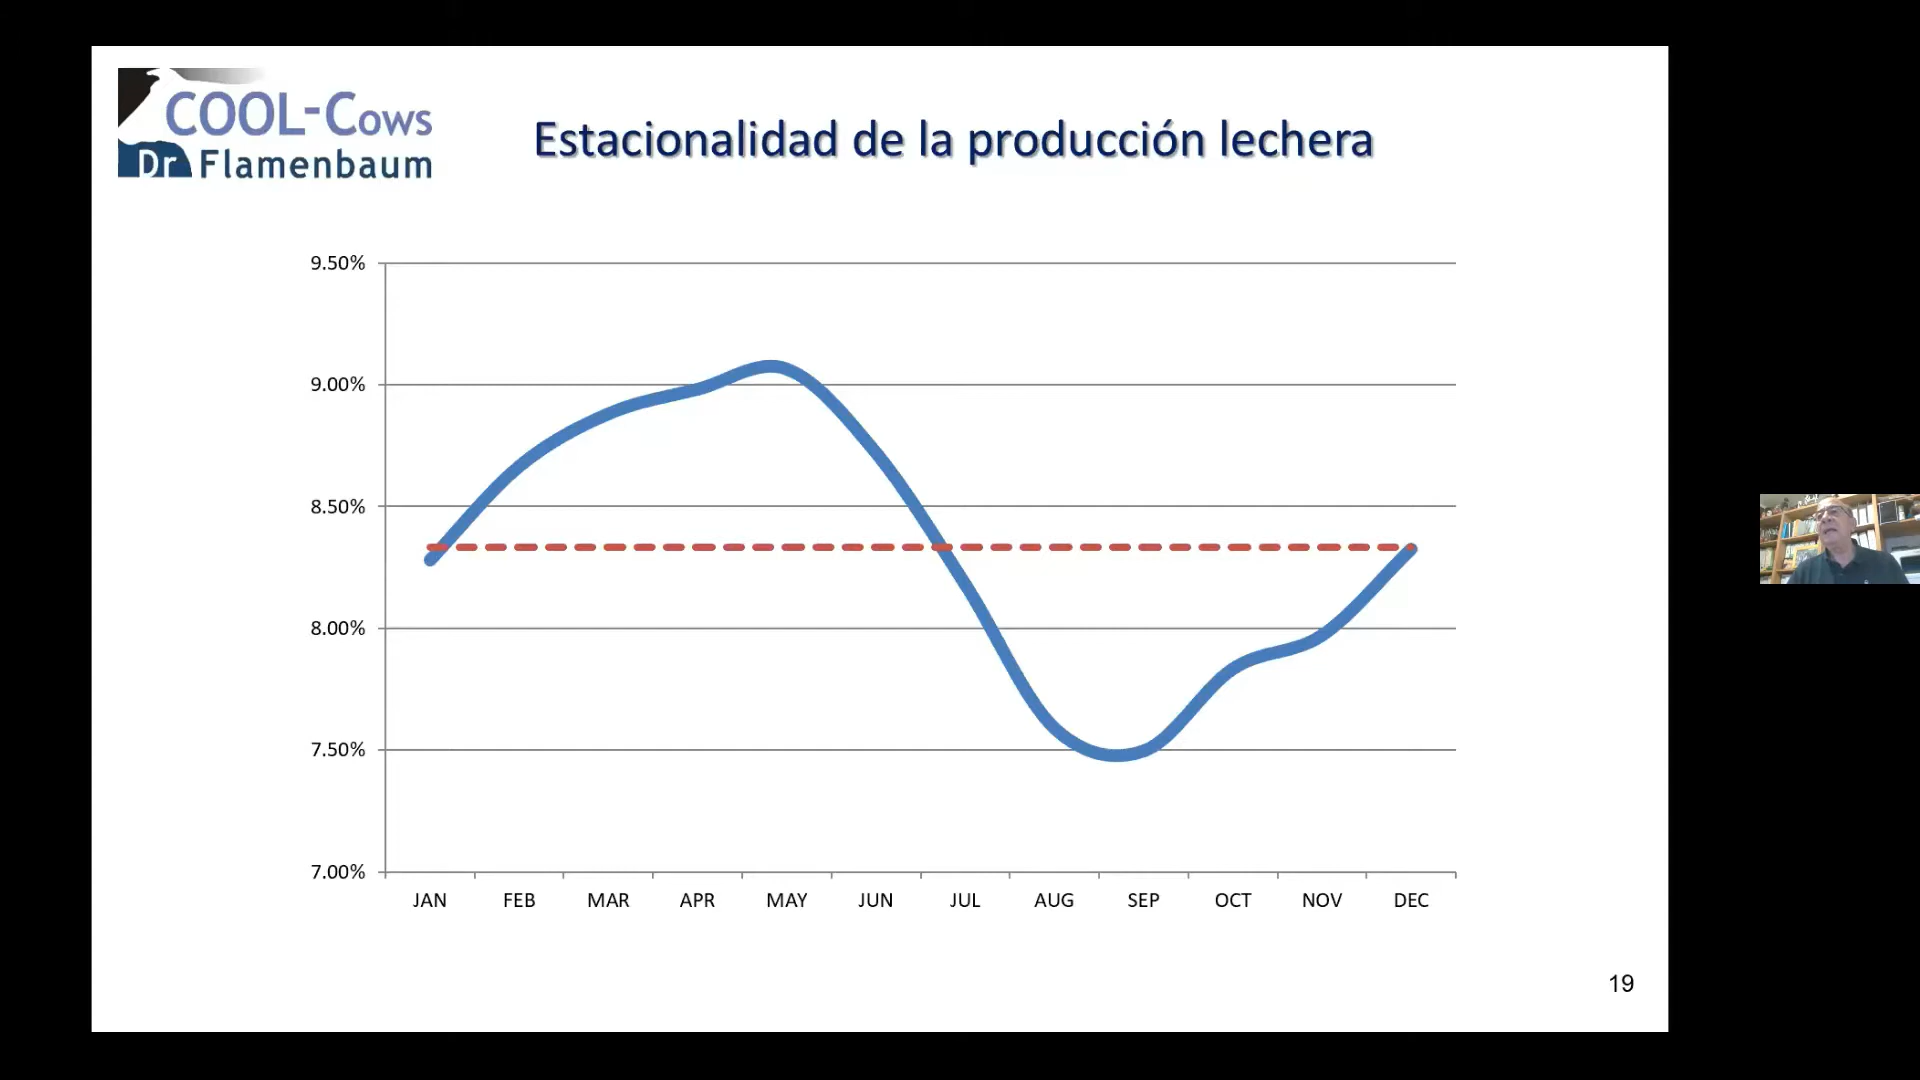 COOL-Cows
Dr Flamenbaum
Estacionalidad de la producción lechera
9.50%
9.00%
8.50%
8.00%
7.50%
7.00%
JAN FEB MAR APR MAY JUN JUL AUG SEP OCT NOV DEC
19